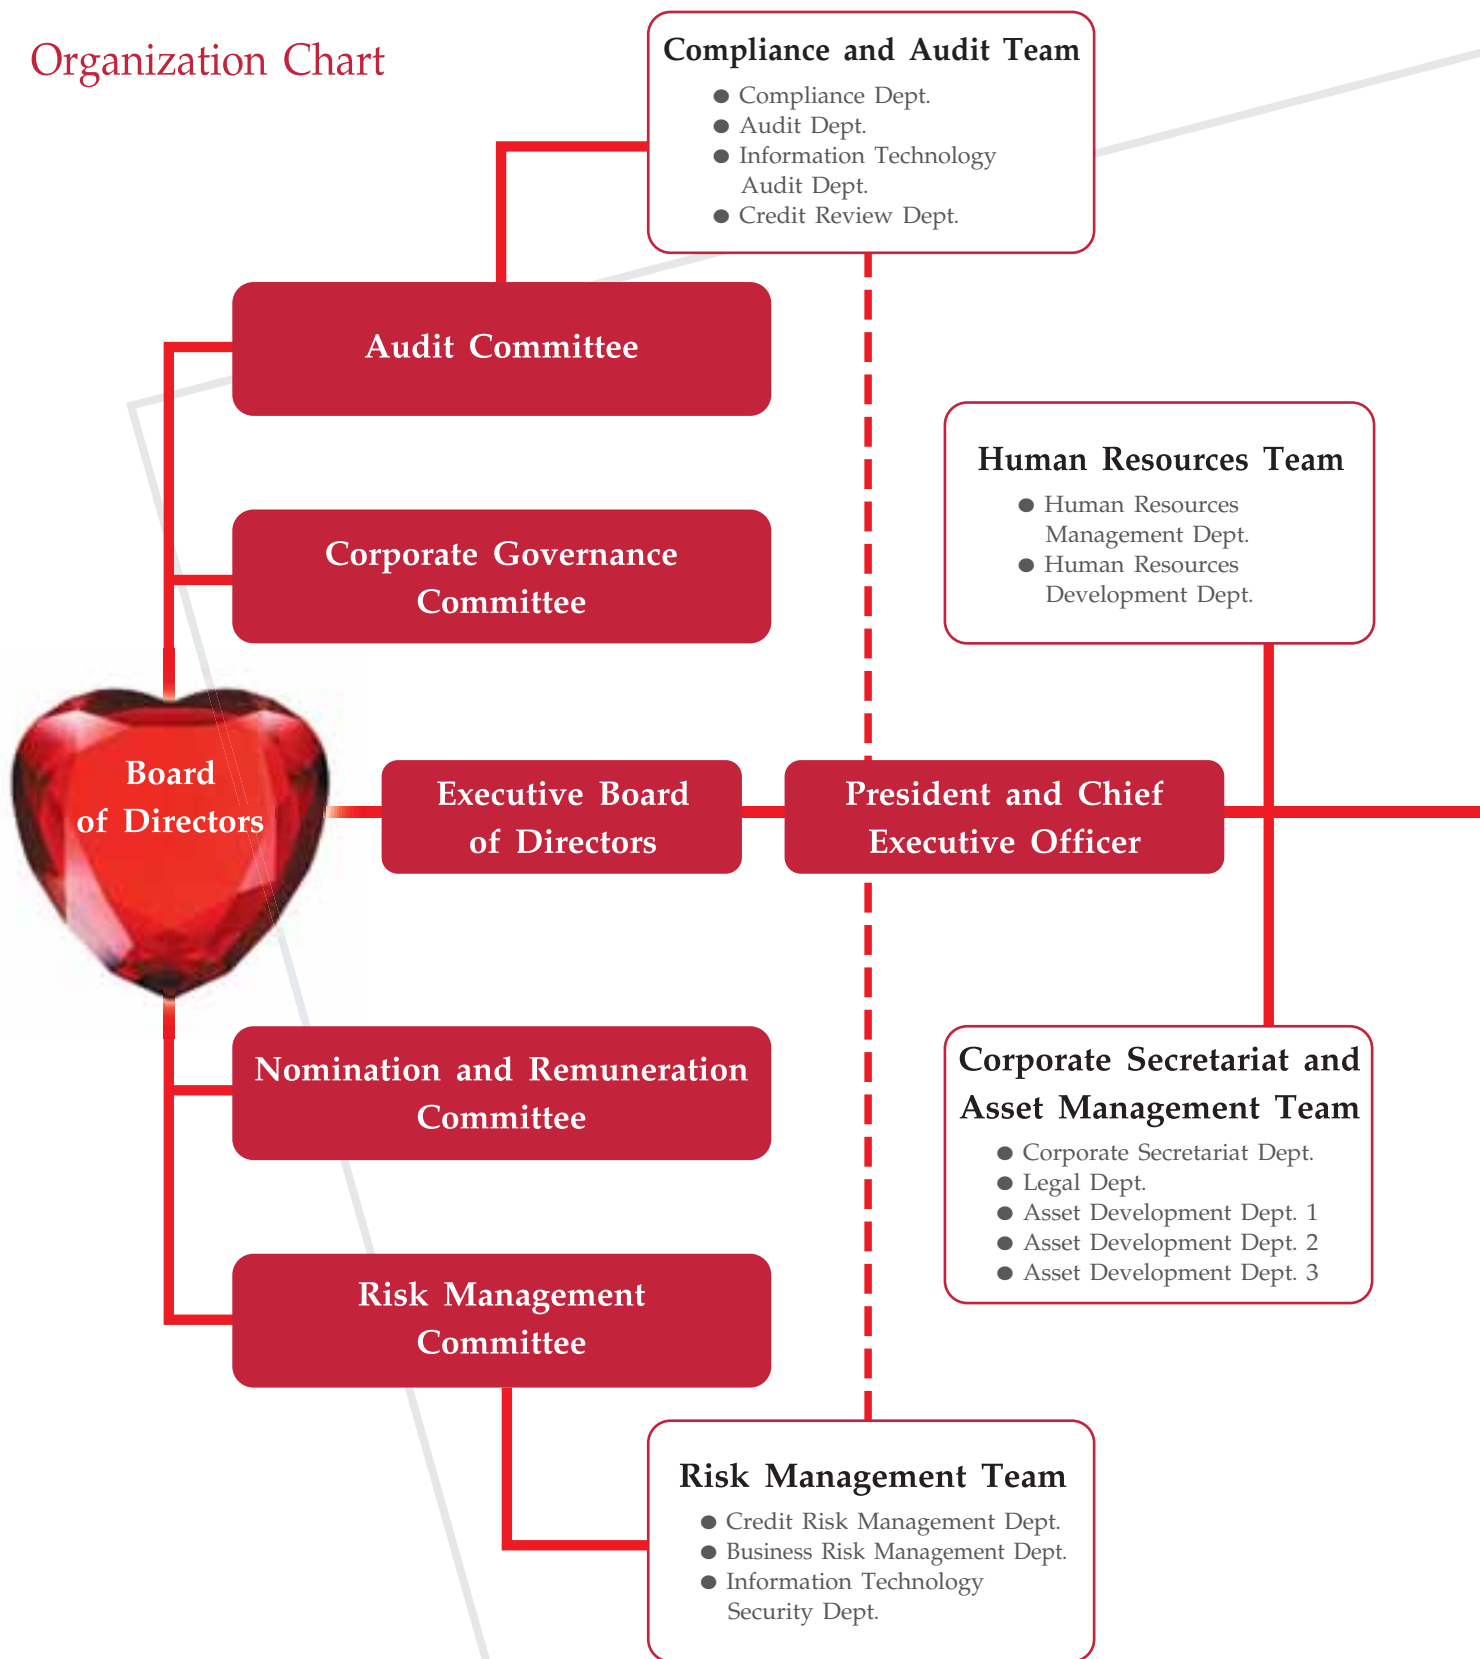 Organization Chart
Compliance and Audit Team
● Compliance Dept.
● Audit Dept.
● Information Technology
Audit Dept.
● Credit Review Dept.
Audit Committee
Human Resources Team
● Human Resources
Management Dept.
● Human Resources
Development Dept.
Corporate Governance
Committee
Board
of Directors
Executive Board
of Directors
President and Chief
Executive Officer
Nomination and Remuneration
Committee
Corporate Secretariat and
Asset Management Team
● Corporate Secretariat Dept.
● Legal Dept.
● Asset Development Dept. 1
● Asset Development Dept. 2
● Asset Development Dept. 3
Risk Management
Committee
Risk Management Team
● Credit Risk Management Dept.
● Business Risk Management Dept.
● Information Technology
Security Dept.